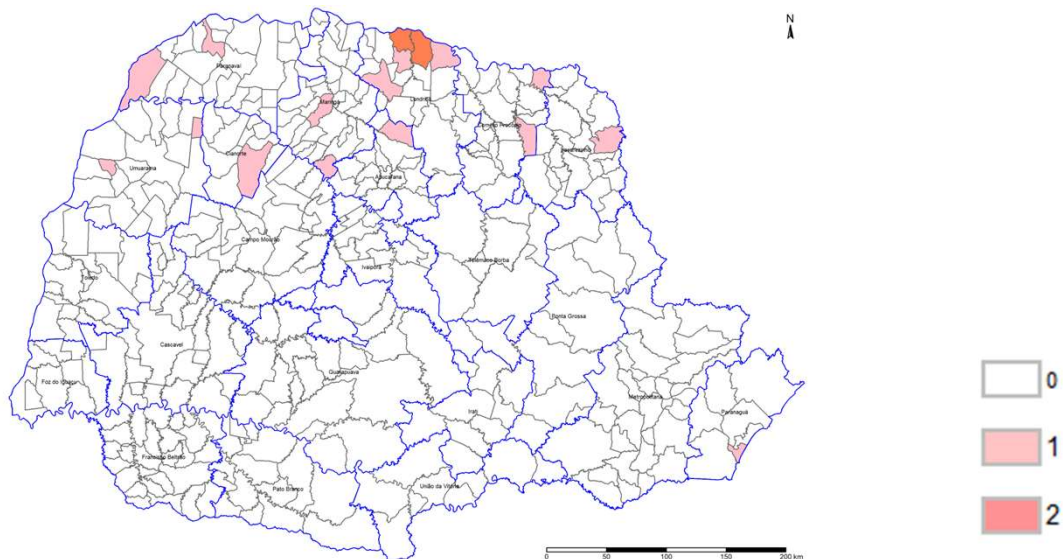 N
Paranavaí
Maringá
Londrina
Cornélio Procópio
Jacarezinho
Cianorte
Umuarama
Apucarana
Campo Mourão
Ivaiporã
Telêmaco Borba
Toledo
Ponta Grossa
Cascavel
Guarapuava
Foz do Iguaçu
Irati
Metropolitana
Paranaguá
Francisco Beltrão
Pato Branco
União da Vitória
0
1
2
0 50 100 150 200 km